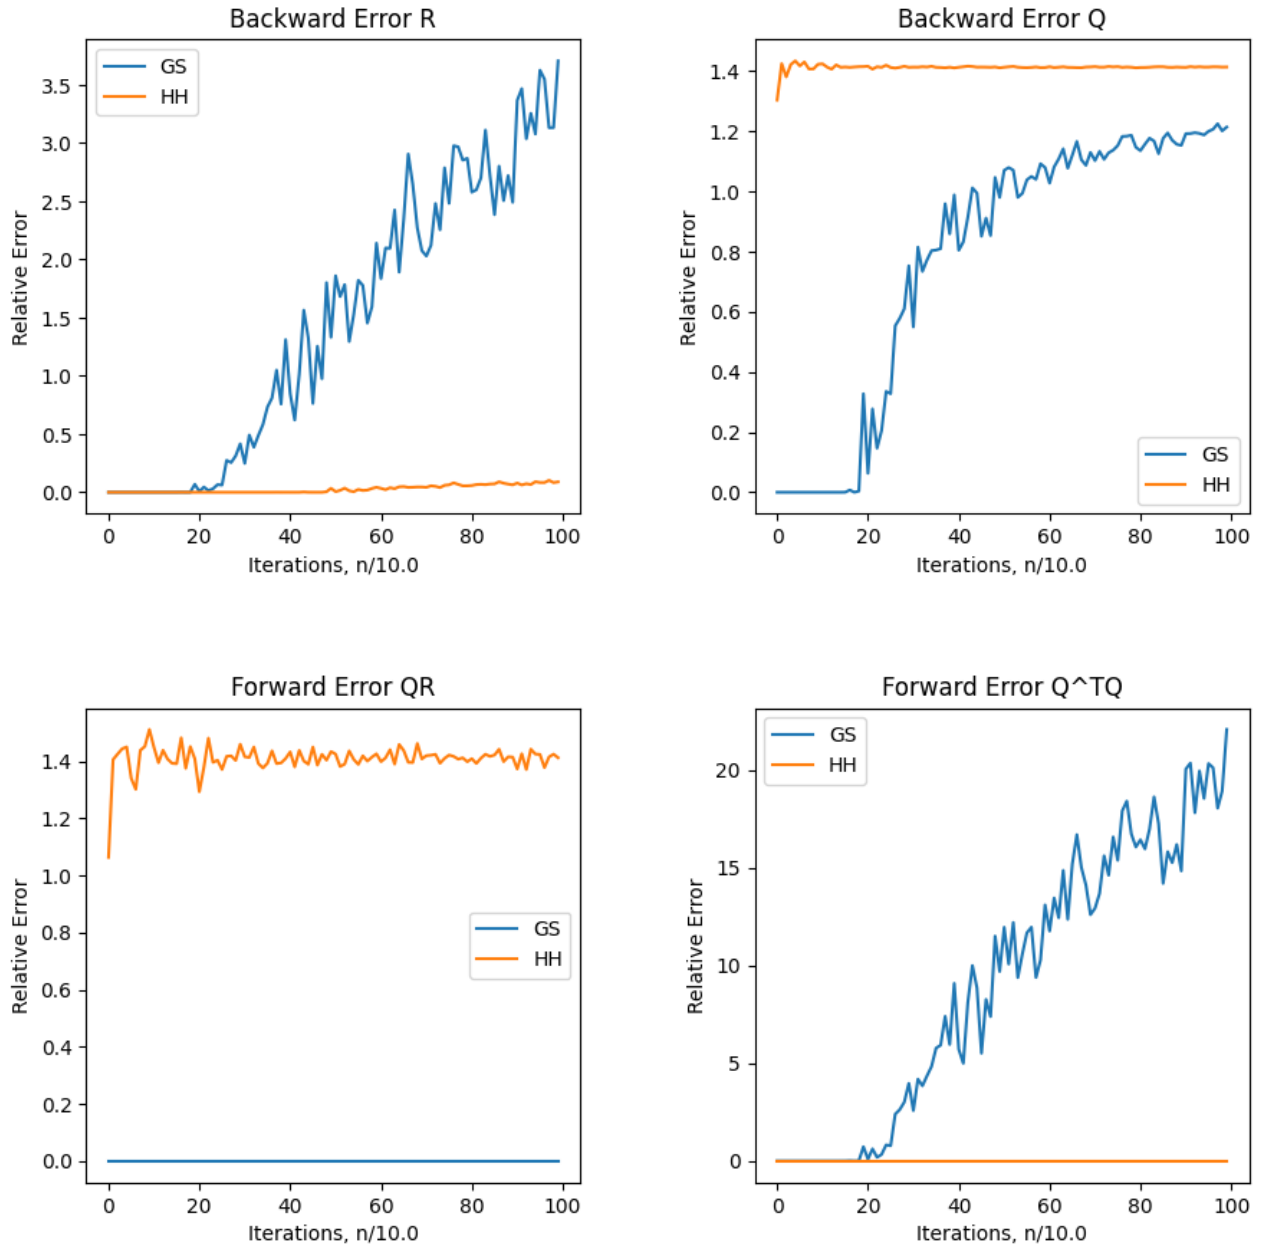 Backward Error R
GS
HH
Relative Error
3.5
3.0
2.5
2.0
1.5
1.0
0.5
0.0
0 20 40 60 80 100
Iterations, n/10.0
Backward Error Q
Relative Error
1.4
1.2
1.0
0.8
0.6
0.4
0.2
0.0
GS
HH
0 20 40 60 80 100
Iterations, n/10.0
Forward Error QR
Relative Error
1.4
1.2
1.0
0.8
0.6
0.4
0.2
0.0
GS
HH
0 20 40 60 80 100
Iterations, n/10.0
Forward Error Q^TQ
GS
HH
Relative Error
20
15
10
5
0
0 20 40 60 80 100
Iterations, n/10.0